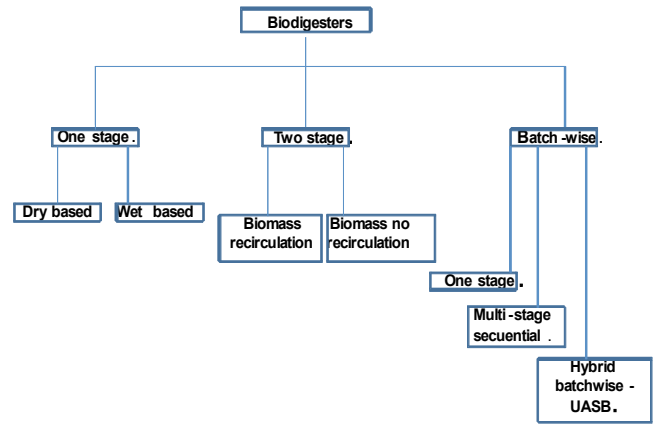 Biodigesters
One stage .
Two stage .
Batch -wise .
Dry based
Wet based
Biomass
recirculation
Biomass no
recirculation
One stage .
Multi -stage
secuential .
Hybrid
batchwise -
UASB.